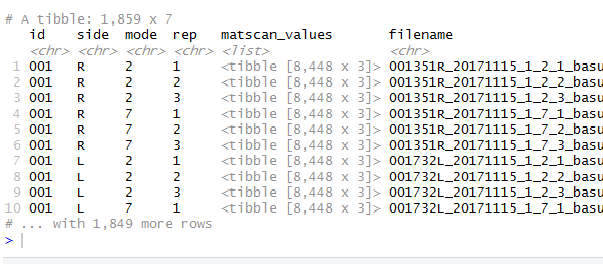 # A tibble: 1,859 x 7
id side mode rep matscan_values filename
<chr> <chr> <chr> <chr> <list> <chr>
1 001 R 2 1 <tibble [8,448 x 3]> 001351R_20171115_1_2_1_basu
2 001 R 2 2 <tibble [8,448 x 3]> 001351R_20171115_1_2_2_basu
3 001 R 2 3 <tibble [8,448 x 3]> 001351R_20171115_1_2_3_basu
4 001 R 7 1 <tibble [8,448 x 3]> 001351R_20171115_1_7_1_basu
5 001 R 7 2 <tibble [8,448 x 3]> 001351R_20171115_1_7_2_basu
6 001 R 7 3 <tibble [8,448 x 3]> 001351R_20171115_1_7_3_basu
7 001 L 2 1 <tibble [8,448 x 3]> 001732L_20171115_1_2_1_basu
8 001 L 2 2 <tibble [8,448 x 3]> 001732L_20171115_1_2_2_basu
9 001 L 2 3 <tibble [8,448 x 3]> 001732L_20171115_1_2_3_basu
10 001 L 7 1 <tibble [8,448 x 3]> 001732L_20171115_1_7_1_basu
# ... with 1,849 more rows
>